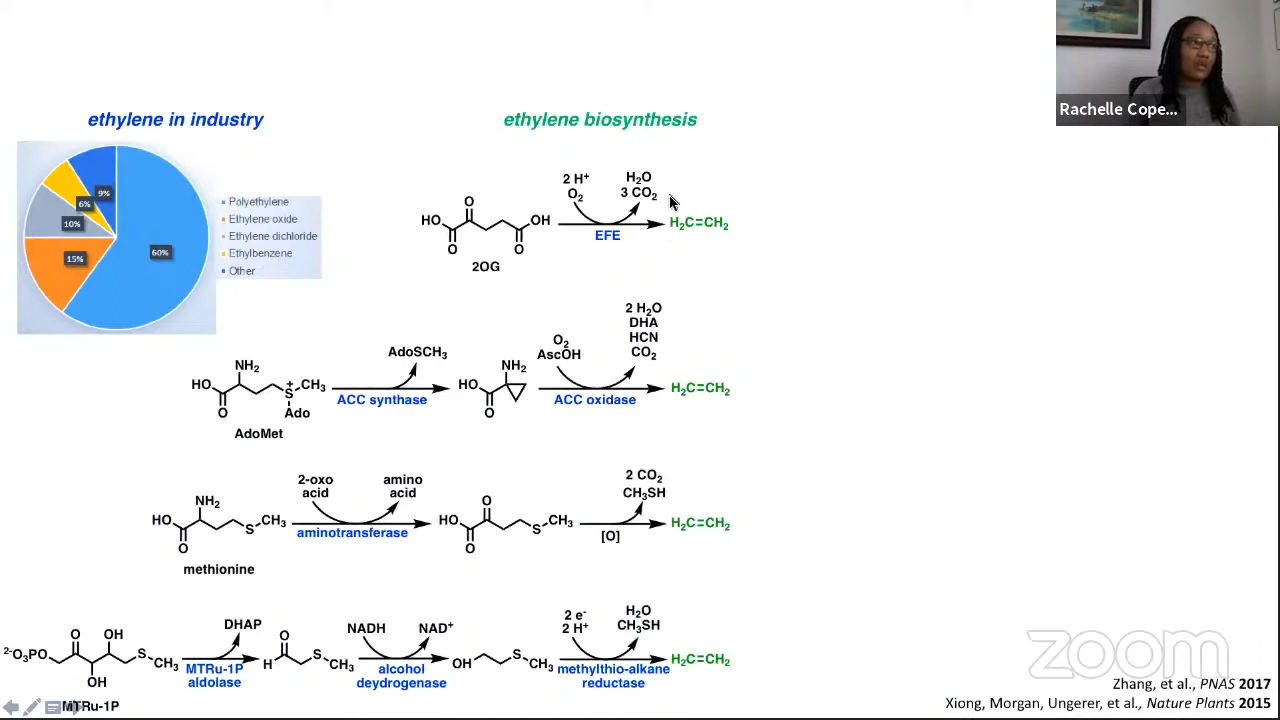 Rachelle Cope...
ethylene in industry
9%
6%
10%
15%
60%
Polyethylene
Ethylene oxide
Ethylene dichloride
Ethylbenzene
Other
ethylene biosynthesis
O
HO
OH
O
O
2OG
2 H⁺
O₂
H₂O
3 CO₂
EFE
H₂C=CH₂
NH₂
HO
O
S⁺
CH₃
Ado
AdoMet
AdoSCH₃
ACC synthase
NH₂
HO
O
O₂
AscOH
2 H₂O
DHA
HCN
CO₂
ACC oxidase
H₂C=CH₂
NH₂
HO
O
S
CH₃
methionine
2-oxo
acid
amino
acid
aminotransferase
O
HO
O
S
CH₃
2 CO₂
CH₃SH
[O]
H₂C=CH₂
²⁻O₃PO
O
OH
OH
S
CH₃
MTRu-1P
DHAP
MTRu-1P
aldolase
O
H
S
CH₃
NADH
NAD⁺
alcohol
deydrogenase
OH
S
CH₃
2 e⁻
2 H⁺
H₂O
CH₃SH
methylthio-alkane
reductase
H₂C=CH₂
zoom
Zhang, et al., PNAS 2017
Xiong, Morgan, Ungerer, et al., Nature Plants 2015